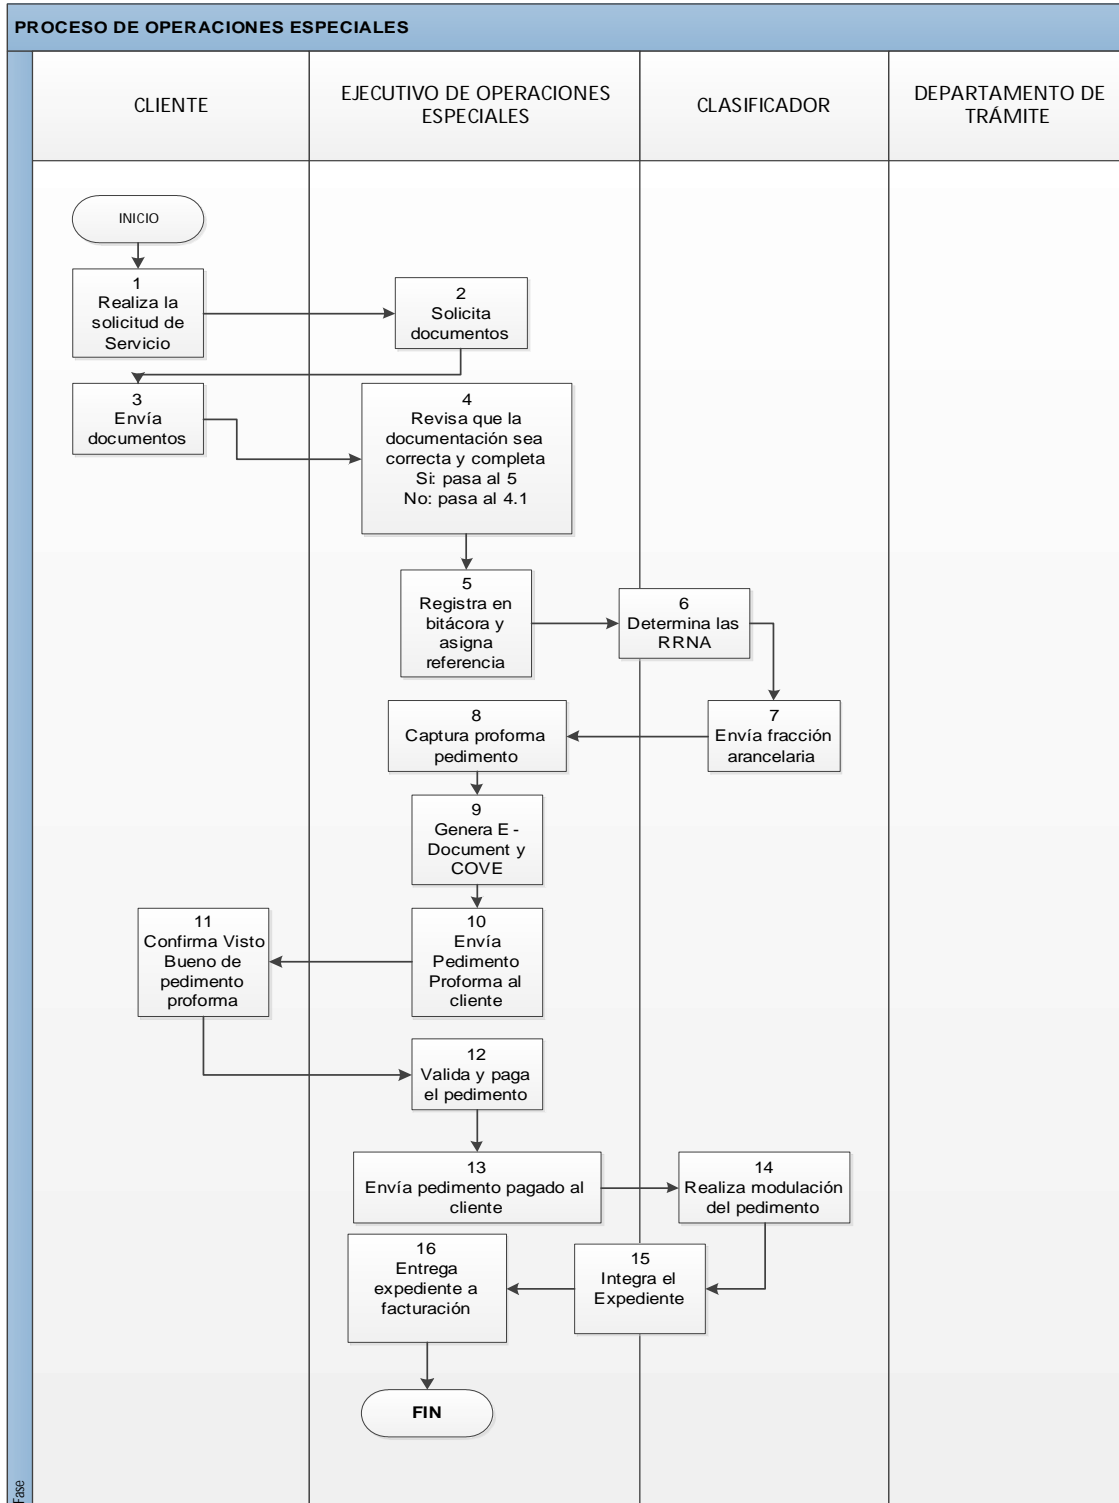 PROCESO DE OPERACIONES ESPECIALES
CLIENTE
EJECUTIVO DE OPERACIONES
ESPECIALES
CLASIFICADOR
DEPARTAMENTO DE
TRÁMITE
INICIO
1
Realiza la
solicitud de
Servicio
2
Solicita
documentos
3
Envía
documentos
4
Revisa que la
documentación sea
correcta y completa
Si: pasa al 5
No: pasa al 4.1
5
Registra en
bitácora y
asigna
referencia
6
Determina las
RRNA
7
Envía fracción
arancelaria
8
Captura proforma
pedimento
9
Genera E -
Document y
COVE
10
Envía
Pedimento
Proforma al
cliente
11
Confirma Visto
Bueno de
pedimento
proforma
12
Valida y paga
el pedimento
13
Envía pedimento pagado al
cliente
14
Realiza modulación
del pedimento
15
Integra el
Expediente
16
Entrega
expediente a
facturación
FIN
Fase